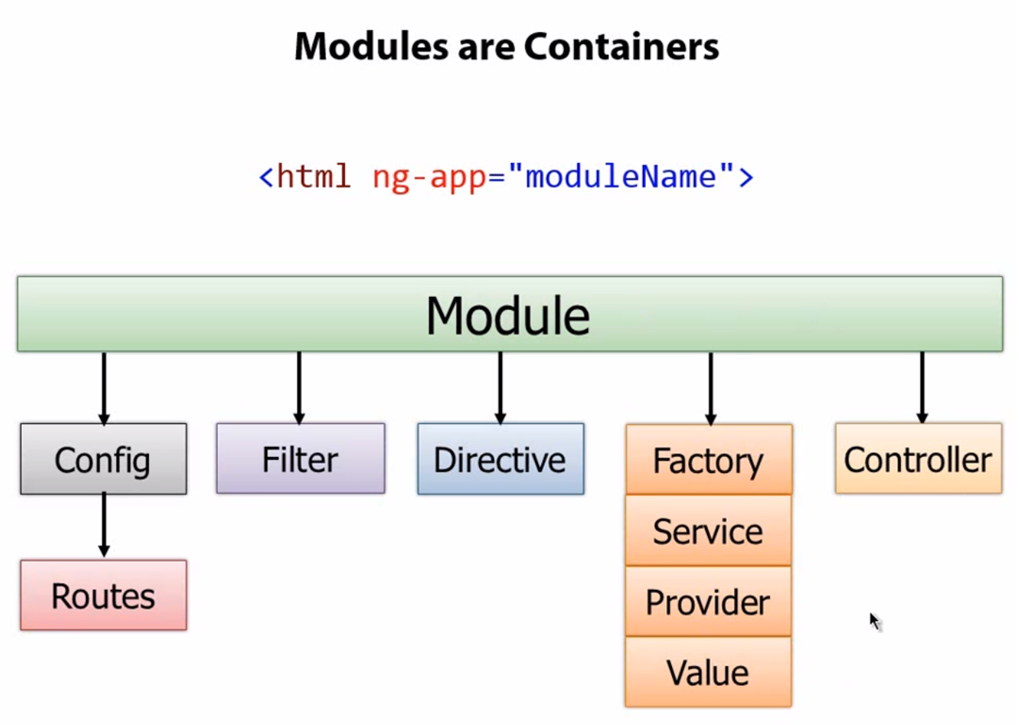 Modules are Containers
<html ng-app="moduleName">
Module
Config
Filter
Directive
Factory
Controller
Service
Routes
Provider
Value